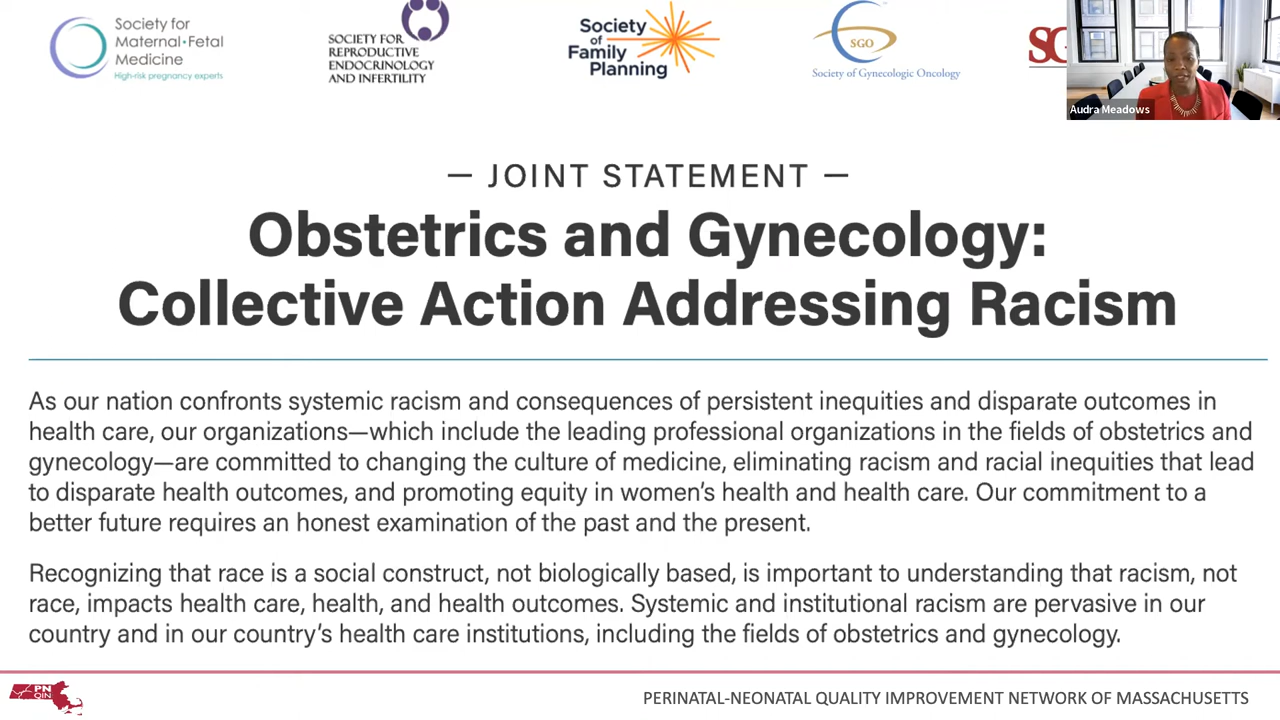 Society for
Maternal•Fetal
Medicine
High-risk pregnancy experts
SOCIETY FOR
REPRODUCTIVE
ENDOCRINOLOGY
AND INFERTILITY
Society
of
Family
Planning
SGO
Society of Gynecologic Oncology
SG
Audra Meadows
— JOINT STATEMENT —
Obstetrics and Gynecology:
Collective Action Addressing Racism
As our nation confronts systemic racism and consequences of persistent inequities and disparate outcomes in
health care, our organizations—which include the leading professional organizations in the fields of obstetrics and
gynecology—are committed to changing the culture of medicine, eliminating racism and racial inequities that lead
to disparate health outcomes, and promoting equity in women's health and health care. Our commitment to a
better future requires an honest examination of the past and the present.
Recognizing that race is a social construct, not biologically based, is important to understanding that racism, not
race, impacts health care, health, and health outcomes. Systemic and institutional racism are pervasive in our
country and in our country's health care institutions, including the fields of obstetrics and gynecology.
PN
QIN
PERINATAL-NEONATAL QUALITY IMPROVEMENT NETWORK OF MASSACHUSETTS